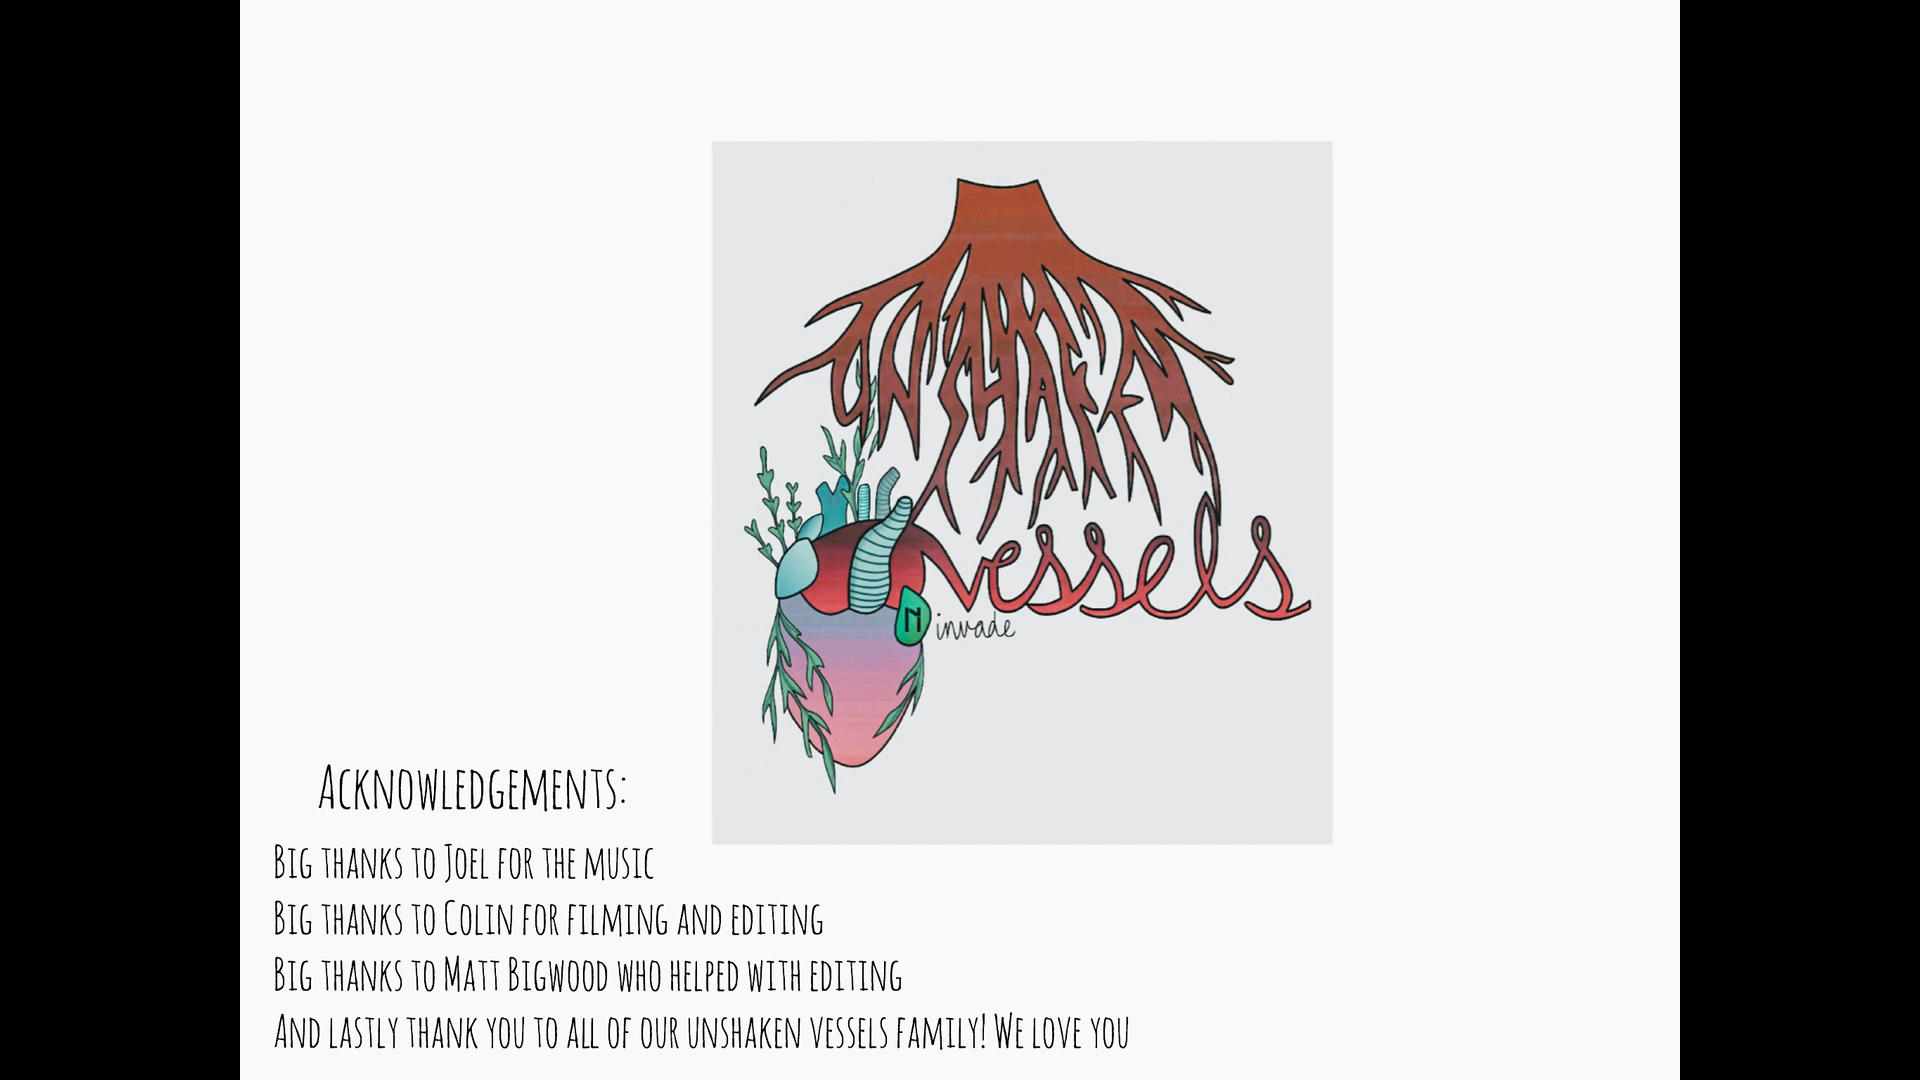 UNSHAKEN
vessels
invade
Acknowledgements:
Big thanks to Joel for the music
Big thanks to Colin for filming and editing
Big thanks to Matt Bigwood who helped with editing
And lastly thank you to all of our unshaken vessels family! We love you